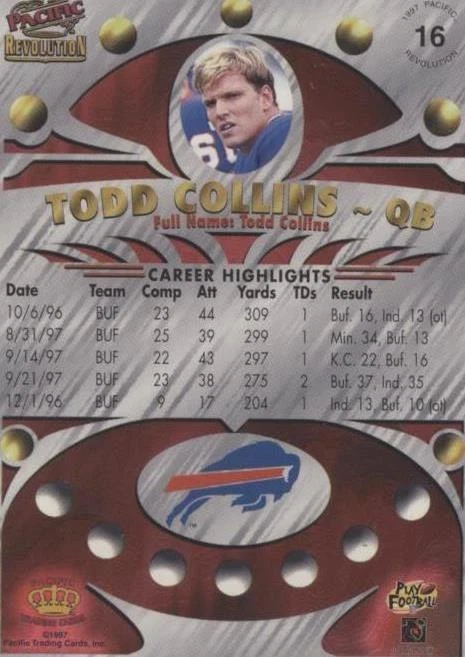 PACIFIC
REVOLUTION
1997 PACIFIC
16
REVOLUTION
TODD COLLINS ~ QB
Full Name: Todd Collins
CAREER HIGHLIGHTS
Date Team Comp Att Yards TDs Result
10/6/96 BUF 23 44 309 1 Buf. 16, Ind. 13 (ot)
8/31/97 BUF 25 39 299 1 Min. 34, Buf. 13
9/14/97 BUF 22 43 297 1 K.C. 22, Buf. 16
9/21/97 BUF 23 38 275 2 Buf. 37, Ind. 35
12/1/96 BUF 9 17 204 1 Ind. 13, Buf. 10 (ot)
TM
PACIFIC
TRADING CARDS
©1997
Pacific Trading Cards, Inc.
PLAY
FOOTBALL